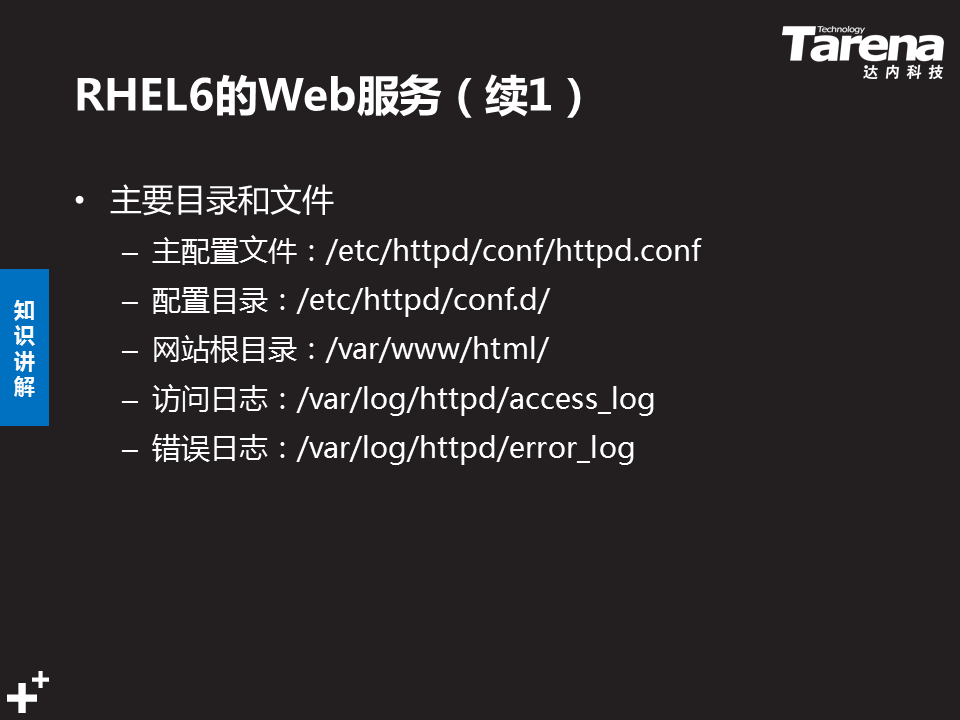 Technology
Tarena
达内科技
RHEL6的Web服务（续1）
• 主要目录和文件
– 主配置文件：/etc/httpd/conf/httpd.conf
– 配置目录：/etc/httpd/conf.d/
– 网站根目录：/var/www/html/
– 访问日志：/var/log/httpd/access_log
– 错误日志：/var/log/httpd/error_log
知
识
讲
解